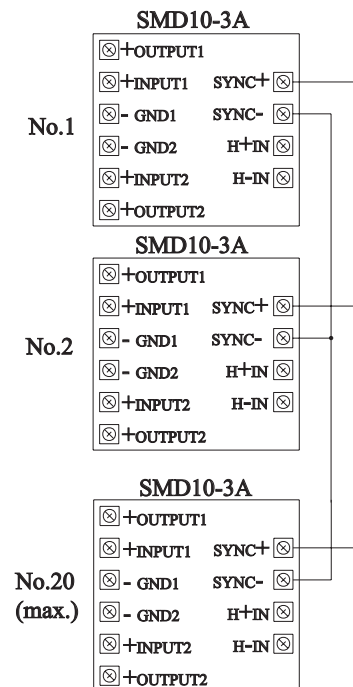 SMD10-3A
No.1
+OUTPUT1
+INPUT1 SYNC+
- GND1 SYNC-
- GND2 H+IN
+INPUT2 H-IN
+OUTPUT2
SMD10-3A
No.2
+OUTPUT1
+INPUT1 SYNC+
- GND1 SYNC-
- GND2 H+IN
+INPUT2 H-IN
+OUTPUT2
SMD10-3A
No.20
(max.)
+OUTPUT1
+INPUT1 SYNC+
- GND1 SYNC-
- GND2 H+IN
+INPUT2 H-IN
+OUTPUT2